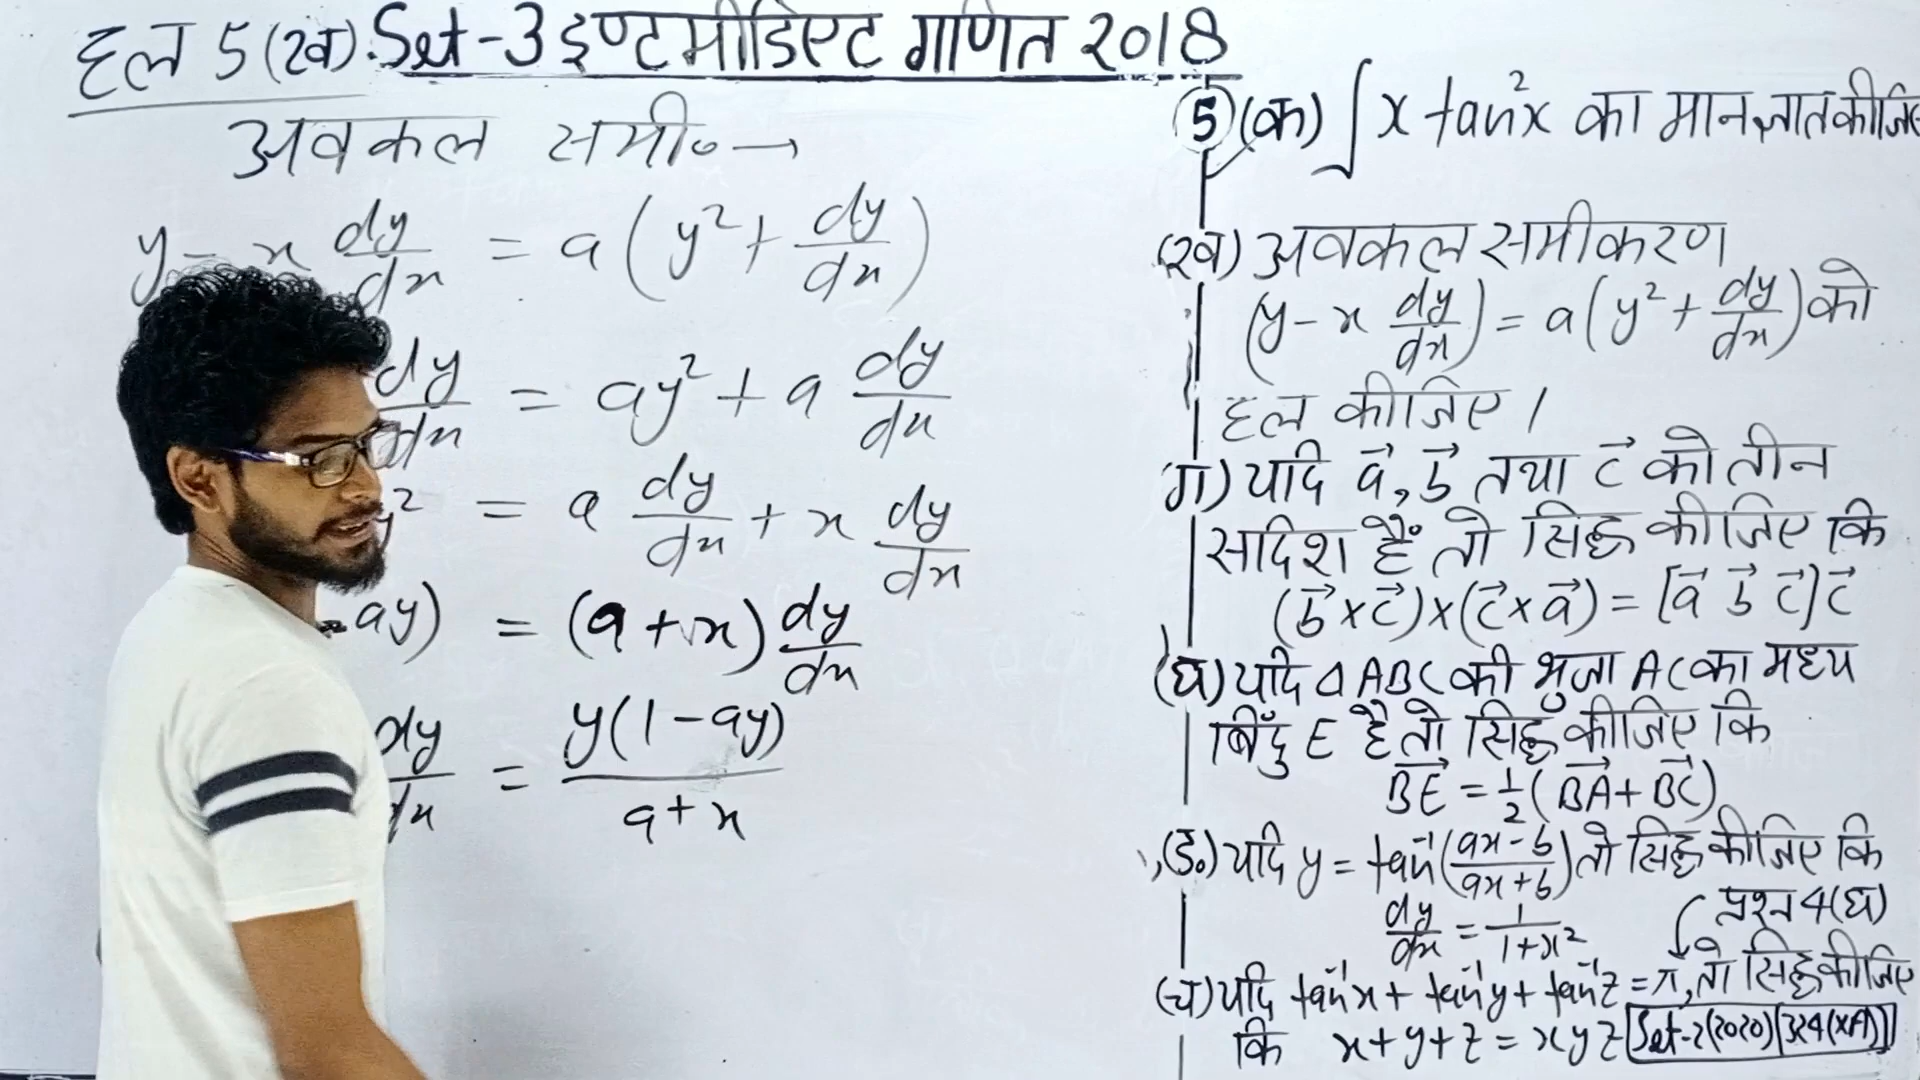 हल 5(ख). Set-3 इण्टमीडिएट गणित 2018
अवकल समी० →
y - x dy/dx = a(y² + dy/dx)
dy/dx = ay² + a dy/dx
y² = a dy/dx + x dy/dx
ay) = (a+x) dy/dx
dy/dx = y(1-ay)/a+x
5 (क) ∫ x tan²x का मान ज्ञात कीजिए
(ख) अवकल समीकरण
(y - x dy/dx) = a(y² + dy/dx) को
हल कीजिए।
ग) यदि a⃗, b⃗ तथा c⃗ को तीन
सदिश हैं तो सिद्ध कीजिए कि
(b⃗×c⃗)×(c⃗×a⃗) = [a⃗ b⃗ c⃗]c⃗
(घ) यदि Δ ABC की भुजा AC का मध्य
बिंदु E है तो सिद्ध कीजिए कि
BE⃗ = 1/2(BA⃗ + BC⃗)
(ङ.) यदि y = tan⁻¹(ax-b/ax+b) तो सिद्ध कीजिए कि
dy/dx = 1/1+x²
प्रश्न 4(घ)
(च) यदि tan⁻¹x + tan⁻¹y + tan⁻¹z = π, तो सिद्ध कीजिए
कि x+y+z = xyz Set-2(2020) [324(XA)]